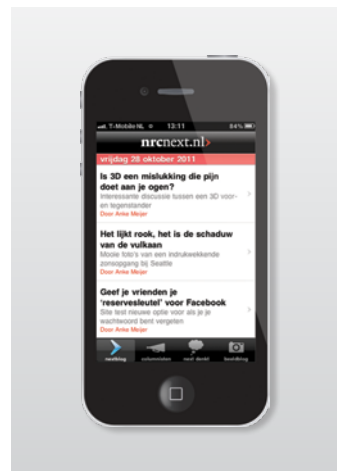 T-Mobile NL 13:11 84%
nrcnext.nl>
vrijdag 28 oktober 2011
Is 3D een mislukking die pijn
doet aan je ogen?
Interessante discussie tussen een 3D voor-
en tegenstander
Door Anke Meijer
Het lijkt rook, het is de schaduw
van de vulkaan
Mooie foto's van een indrukwekkende
zonsopgang bij Seattle
Door Anke Meijer
Geef je vrienden je
‘reservesleutel’ voor Facebook
Site test nieuwe optie voor als je je
wachtwoord bent vergeten
Door Anke Meijer
nextblog columnisten next denkt beeldblog